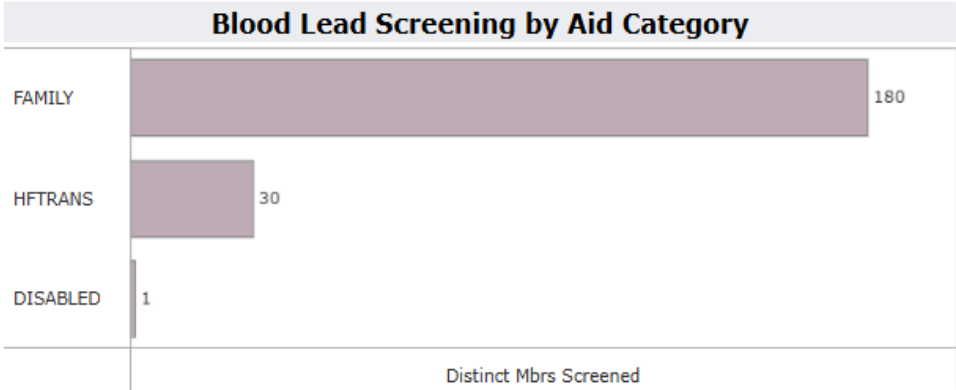 Blood Lead Screening by Aid Category
FAMILY 180
HFTRANS 30
DISABLED 1
Distinct Mbrs Screened